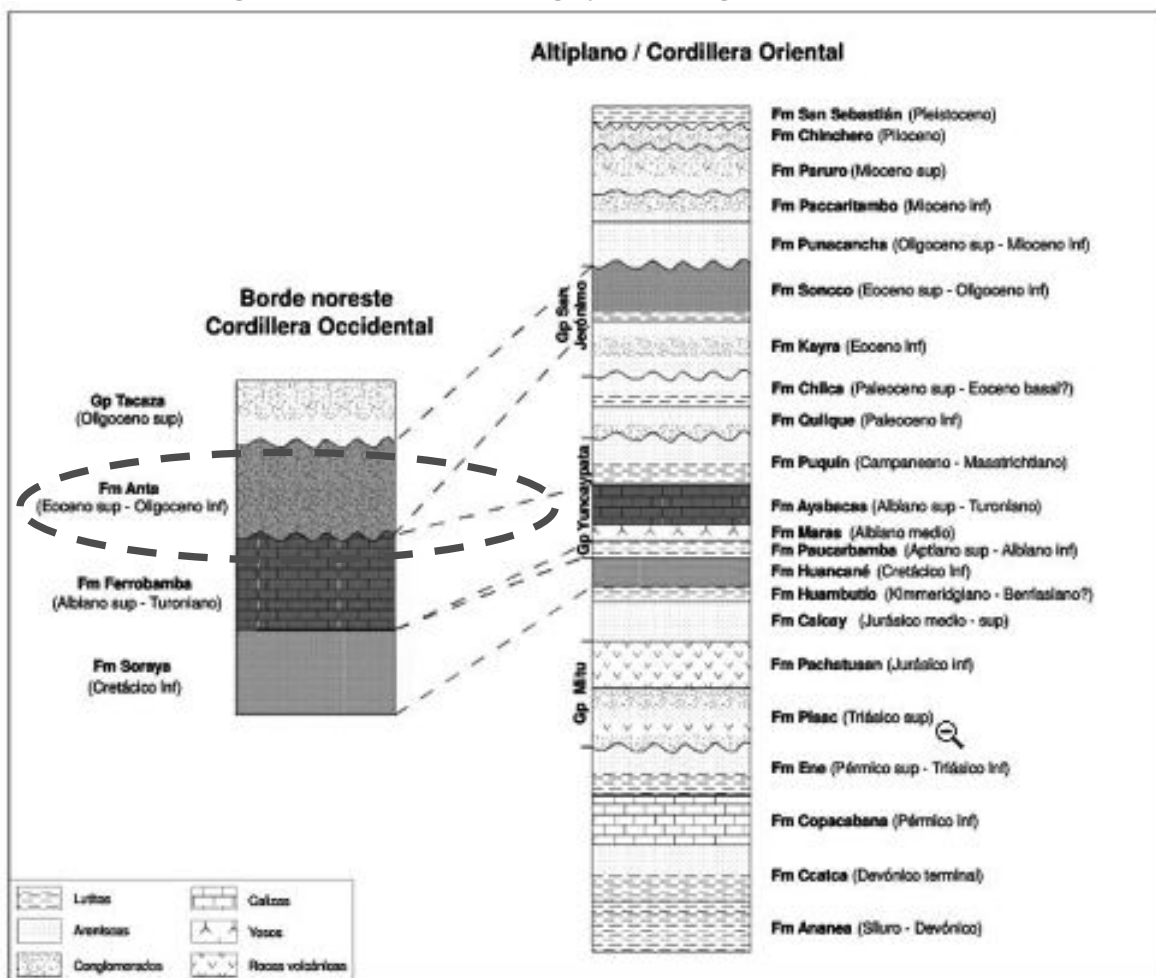 Altiplano / Cordillera Oriental
Fm San Sebastián (Pleistoceno)
Fm Chinchero (Plioceno)
Fm Paruro (Mioceno sup)
Fm Paccaritambo (Mioceno inf)
Fm Punacancha (Oligoceno sup - Mioceno inf)
Gp San Jerónimo
Fm Soncco (Eoceno sup - Oligoceno inf)
Fm Kayra (Eoceno inf)
Fm Chilca (Paleoceno sup - Eoceno basal?)
Fm Quilque (Paleoceno inf)
Gp Yuncaypata
Fm Puquín (Campaneano - Maastrichtiano)
Fm Ayabacas (Albiano sup - Turoniano)
Fm Maras (Albiano medio)
Fm Paucarbamba (Aptiano sup - Albiano inf)
Fm Huancané (Cretácico inf)
Fm Huambutio (Kimmeridgiano - Berriasiano?)
Fm Caicay (Jurásico medio - sup)
Gp Mitu
Fm Pachatusan (Jurásico inf)
Fm Pisac (Triásico sup)
Fm Ene (Pérmico sup - Triásico inf)
Fm Copacabana (Pérmico inf)
Fm Ccatca (Devónico terminal)
Fm Ananea (Siluro - Devónico)
Borde noreste
Cordillera Occidental
Gp Tacaza
(Oligoceno sup)
Fm Anta
(Eoceno sup - Oligoceno inf)
Fm Ferrobamba
(Albiano sup - Turoniano)
Fm Soraya
(Cretácico inf)
Lutitas
Areniscas
Conglomerados
Calizas
Yesos
Rocas volcánicas